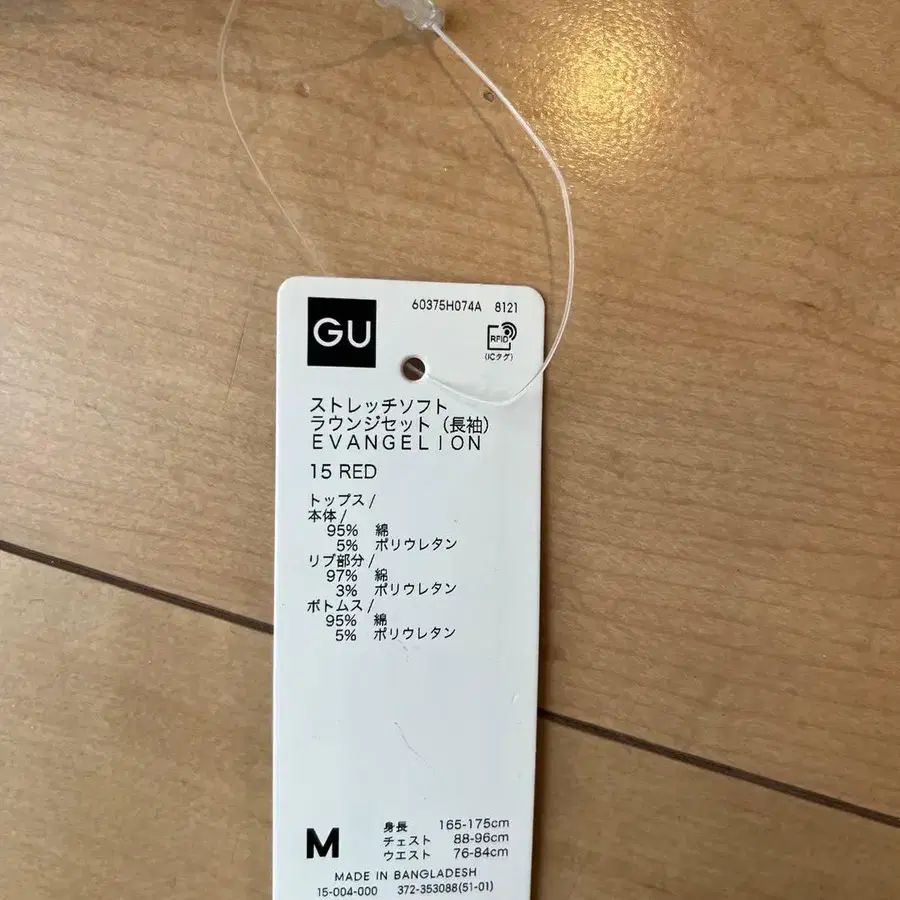 GU
60375H074A 8121
RFID
(ICタグ)
ストレッチソフト
ラウンジセット（長袖）
EVANGELION
15 RED
トップス/
本体/
95% 綿
5% ポリウレタン
リブ部分/
97% 綿
3% ポリウレタン
ボトムス/
95% 綿
5% ポリウレタン
M
身長 165-175cm
チェスト 88-96cm
ウエスト 76-84cm
MADE IN BANGLADESH
15-004-000 372-353088(51-01)